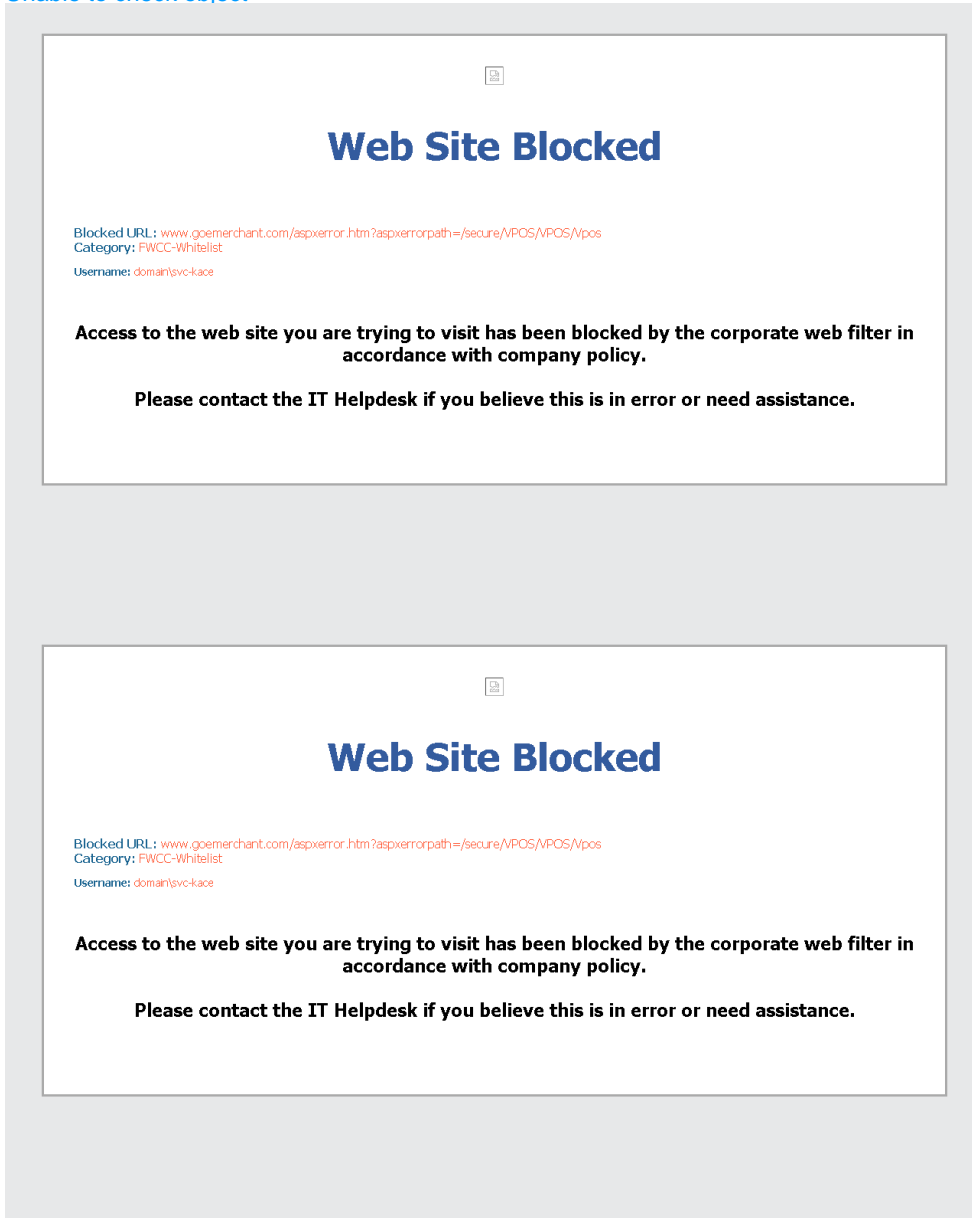 Web Site Blocked
Blocked URL: www.goemerchant.com/aspxerror.htm?aspxerrorpath=/secure/VPOS/VPOS/Vpos
Category: FWCC-Whitelist
Username: domain\svc-kace
Access to the web site you are trying to visit has been blocked by the corporate web filter in
accordance with company policy.
Please contact the IT Helpdesk if you believe this is in error or need assistance.
Web Site Blocked
Blocked URL: www.goemerchant.com/aspxerror.htm?aspxerrorpath=/secure/VPOS/VPOS/Vpos
Category: FWCC-Whitelist
Username: domain\svc-kace
Access to the web site you are trying to visit has been blocked by the corporate web filter in
accordance with company policy.
Please contact the IT Helpdesk if you believe this is in error or need assistance.